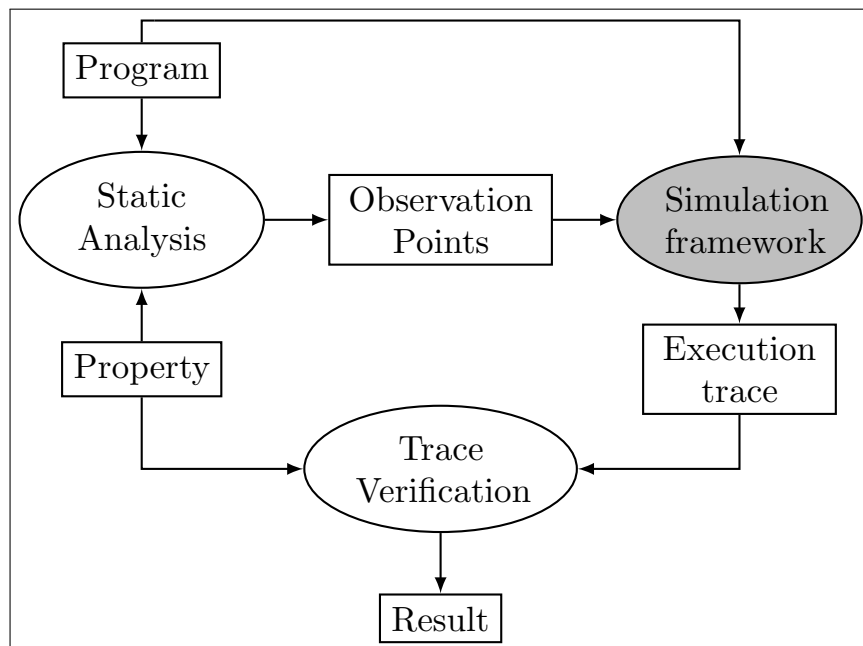 Program
Static
Analysis
Observation
Points
Simulation
framework
Property
Execution
trace
Trace
Verification
Result